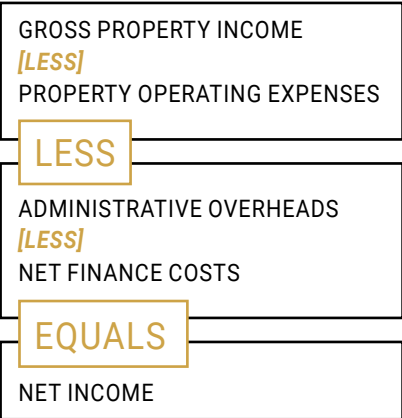 GROSS PROPERTY INCOME
[LESS]
PROPERTY OPERATING EXPENSES
LESS
ADMINISTRATIVE OVERHEADS
[LESS]
NET FINANCE COSTS
EQUALS
NET INCOME